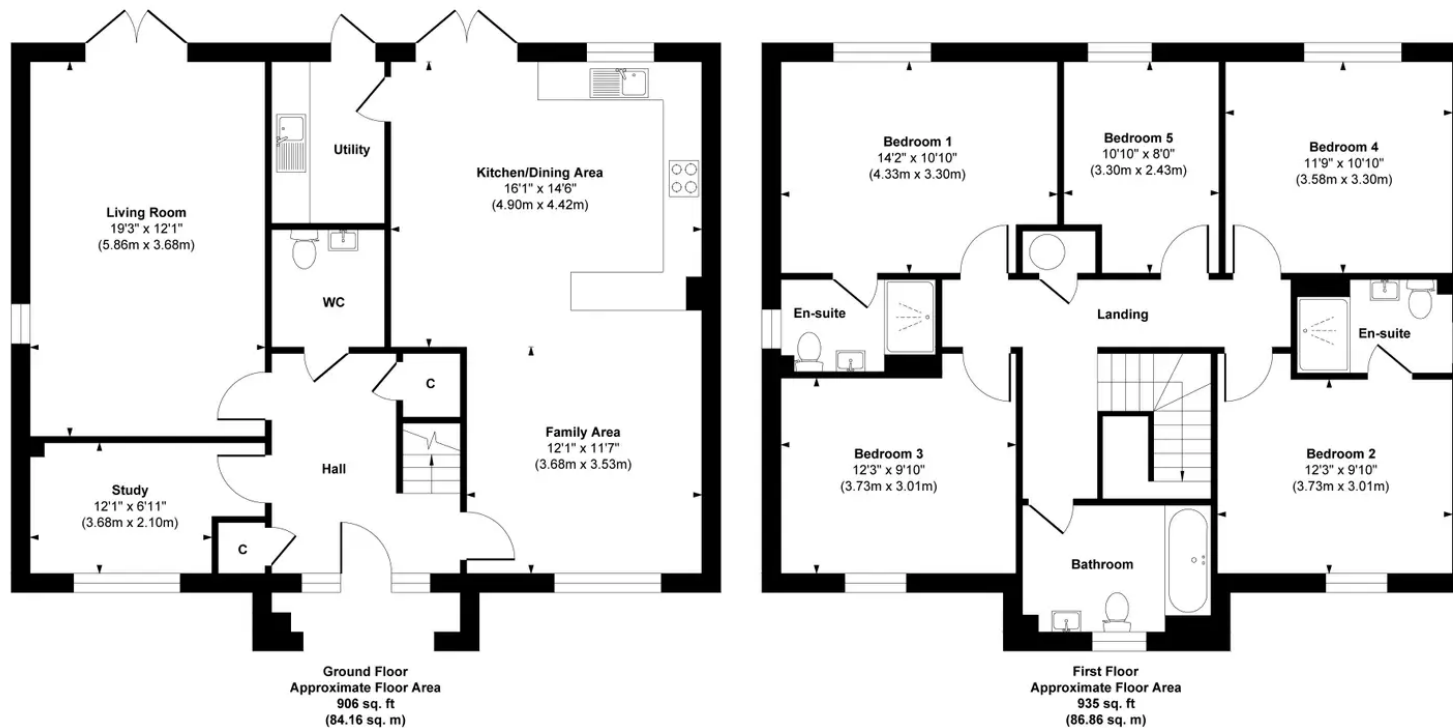 Living Room
19'3" x 12'1"
(5.86m x 3.68m)
Utility
Kitchen/Dining Area
16'1" x 14'6"
(4.90m x 4.42m)
WC
C
Hall
Family Area
12'1" x 11'7"
(3.68m x 3.53m)
Study
12'1" x 6'11"
(3.68m x 2.10m)
C
Ground Floor
Approximate Floor Area
906 sq. ft
(84.16 sq. m)
Bedroom 1
14'2" x 10'10"
(4.33m x 3.30m)
Bedroom 5
10'10" x 8'0"
(3.30m x 2.43m)
Bedroom 4
11'9" x 10'10"
(3.58m x 3.30m)
En-suite
Landing
En-suite
Bedroom 3
12'3" x 9'10"
(3.73m x 3.01m)
Bedroom 2
12'3" x 9'10"
(3.73m x 3.01m)
Bathroom
First Floor
Approximate Floor Area
935 sq. ft
(86.86 sq. m)